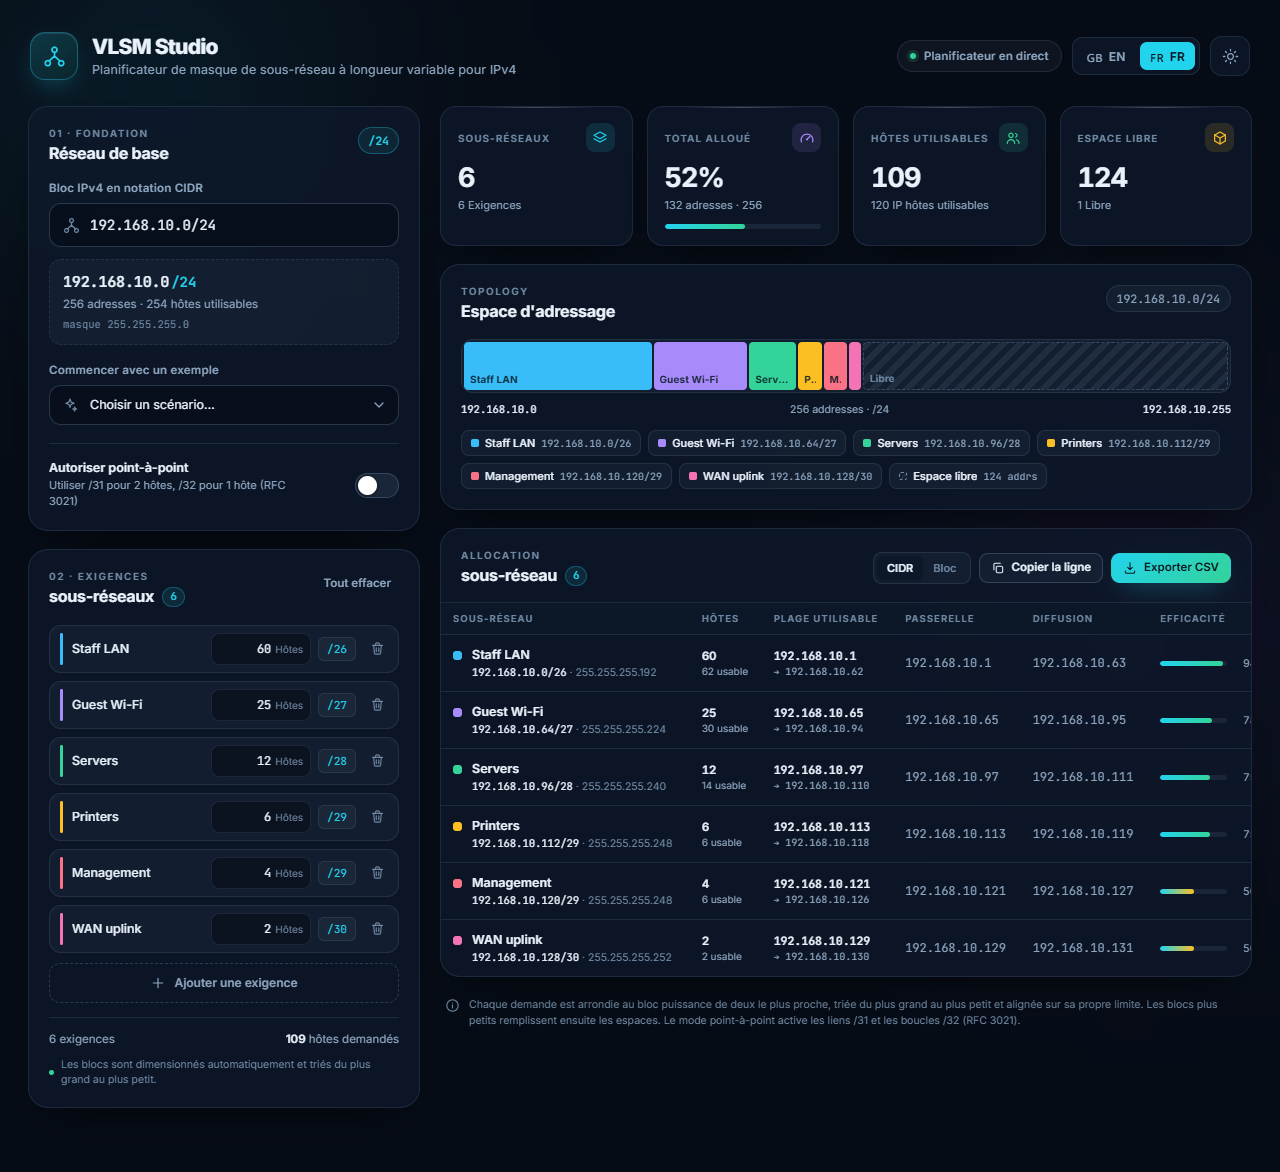 VLSM Studio
Planificateur de masque de sous-réseau à longueur variable pour IPv4
Planificateur en direct
GB EN
FR FR
01 · FONDATION
Réseau de base
/24
Bloc IPv4 en notation CIDR
192.168.10.0/24
192.168.10.0/24
256 adresses · 254 hôtes utilisables
masque 255.255.255.0
Commencer avec un exemple
Choisir un scénario...
Autoriser point-à-point
Utiliser /31 pour 2 hôtes, /32 pour 1 hôte (RFC
3021)
02 · EXIGENCES
sous-réseaux 6
Tout effacer
Staff LAN 60 Hôtes /26
Guest Wi-Fi 25 Hôtes /27
Servers 12 Hôtes /28
Printers 6 Hôtes /29
Management 4 Hôtes /29
WAN uplink 2 Hôtes /30
Ajouter une exigence
6 exigences 109 hôtes demandés
Les blocs sont dimensionnés automatiquement et triés du plus
grand au plus petit.
SOUS-RÉSEAUX
6
6 Exigences
TOTAL ALLOUÉ
52%
132 adresses · 256
HÔTES UTILISABLES
109
120 IP hôtes utilisables
ESPACE LIBRE
124
1 Libre
TOPOLOGY
Espace d'adressage
192.168.10.0/24
Staff LAN Guest Wi-Fi Serv... P.. M. Libre
192.168.10.0 256 addresses · /24 192.168.10.255
Staff LAN 192.168.10.0/26 Guest Wi-Fi 192.168.10.64/27 Servers 192.168.10.96/28 Printers 192.168.10.112/29
Management 192.168.10.120/29 WAN uplink 192.168.10.128/30 Espace libre 124 addrs
ALLOCATION
sous-réseau 6
CIDR Bloc
Copier la ligne
Exporter CSV
SOUS-RÉSEAU HÔTES PLAGE UTILISABLE PASSERELLE DIFFUSION EFFICACITÉ
Staff LAN 60 192.168.10.1 192.168.10.1 192.168.10.63
192.168.10.0/26 · 255.255.255.192 62 usable → 192.168.10.62
Guest Wi-Fi 25 192.168.10.65 192.168.10.65 192.168.10.95
192.168.10.64/27 · 255.255.255.224 30 usable → 192.168.10.94
Servers 12 192.168.10.97 192.168.10.97 192.168.10.111
192.168.10.96/28 · 255.255.255.240 14 usable → 192.168.10.110
Printers 6 192.168.10.113 192.168.10.113 192.168.10.119
192.168.10.112/29 · 255.255.255.248 6 usable → 192.168.10.118
Management 4 192.168.10.121 192.168.10.121 192.168.10.127
192.168.10.120/29 · 255.255.255.248 6 usable → 192.168.10.126
WAN uplink 2 192.168.10.129 192.168.10.129 192.168.10.131
192.168.10.128/30 · 255.255.255.252 2 usable → 192.168.10.130
Chaque demande est arrondie au bloc puissance de deux le plus proche, triée du plus grand au plus petit et alignée sur sa propre limite. Les blocs plus
petits remplissent ensuite les espaces. Le mode point-à-point active les liens /31 et les boucles /32 (RFC 3021).